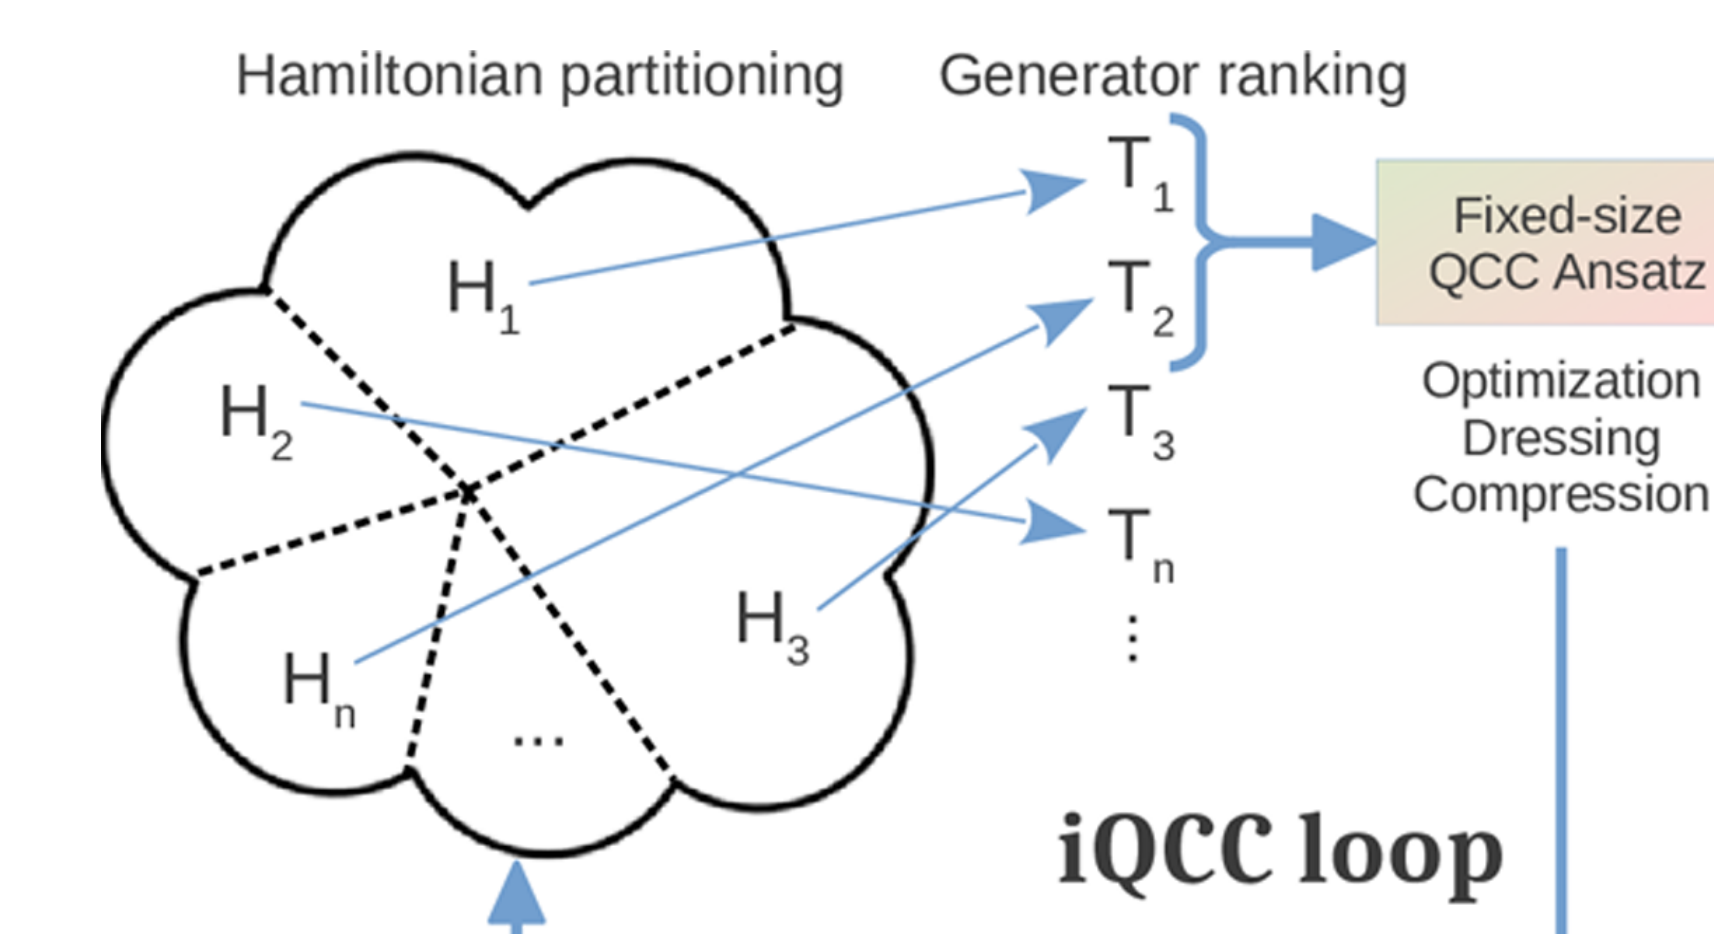 Hamiltonian partitioning
Generator ranking
H1
H2
H3
Hn
...
T1
T2
T3
Tn
⋮
Fixed-size
QCC Ansatz
Optimization
Dressing
Compression
iQCC loop